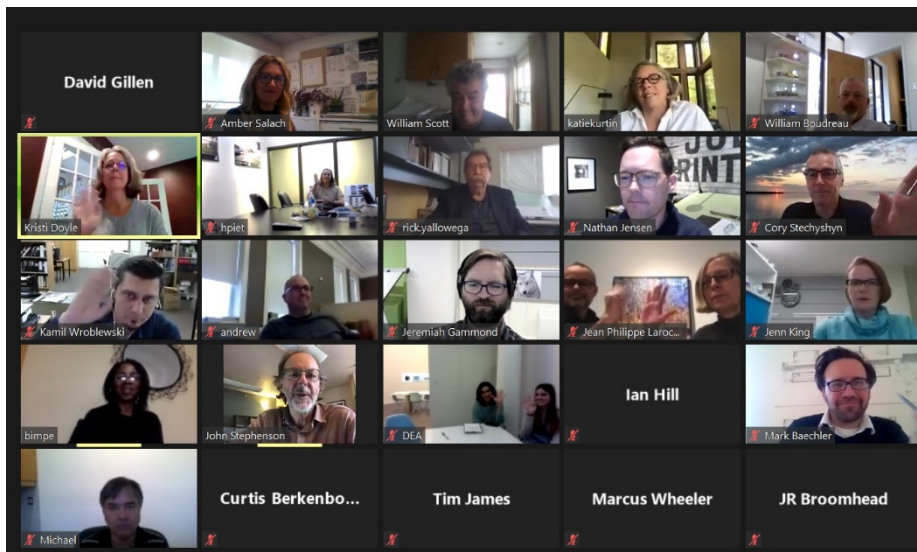 David Gillen
Amber Salach
William Scott
katiekurtin
William Boudreau
Kristi Doyle
hpiet
rick.yallowega
Nathan Jensen
Cory Stechyshyn
Kamil Wroblewski
andrew
Jeremiah Gammond
Jean Philippe Laroc...
Jenn King
bimpe
John Stephenson
DEA
Ian Hill
Mark Baechler
Michael
Curtis Berkenbo...
Tim James
Marcus Wheeler
JR Broomhead